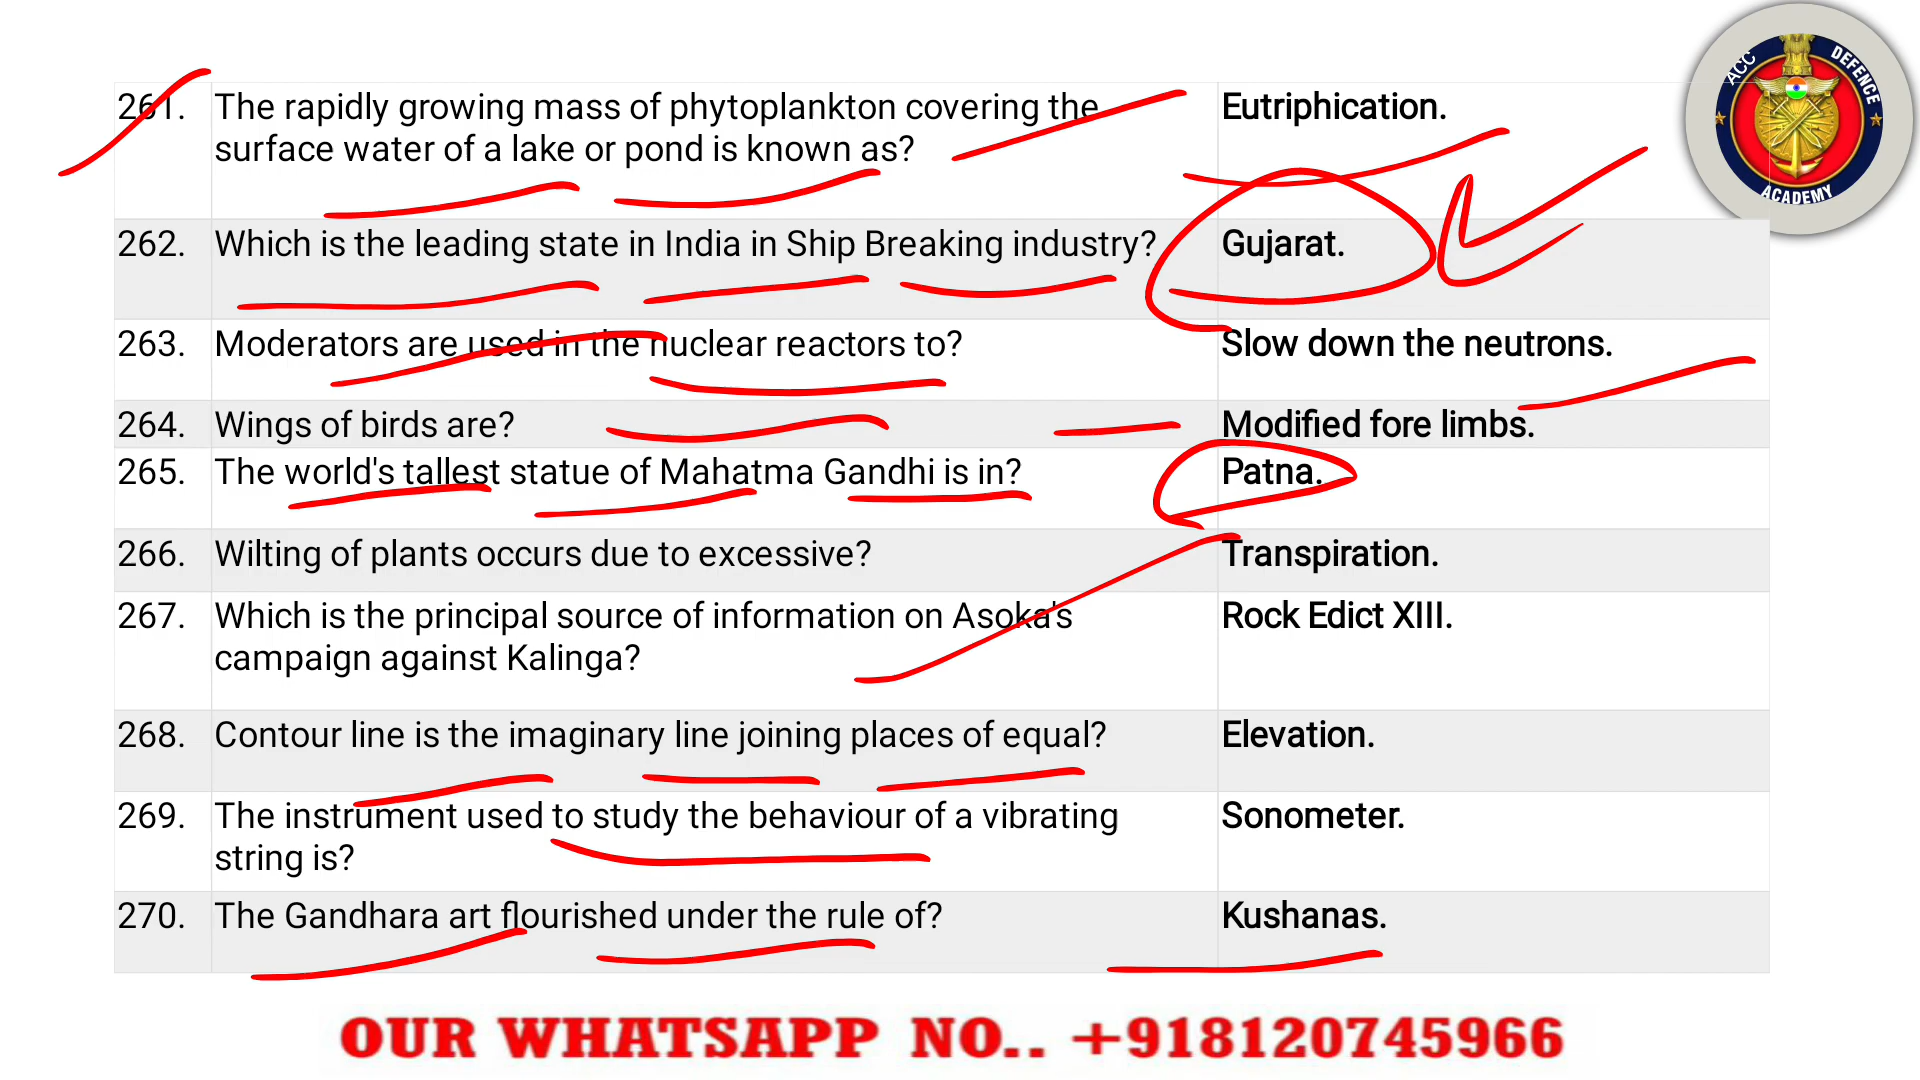 ACC DEFENCE
ACADEMY
261. The rapidly growing mass of phytoplankton covering the Eutriphication.
surface water of a lake or pond is known as?
262. Which is the leading state in India in Ship Breaking industry? Gujarat.
263. Moderators are used in the nuclear reactors to? Slow down the neutrons.
264. Wings of birds are? Modified fore limbs.
265. The world's tallest statue of Mahatma Gandhi is in? Patna.
266. Wilting of plants occurs due to excessive? Transpiration.
267. Which is the principal source of information on Asoka's Rock Edict XIII.
campaign against Kalinga?
268. Contour line is the imaginary line joining places of equal? Elevation.
269. The instrument used to study the behaviour of a vibrating Sonometer.
string is?
270. The Gandhara art flourished under the rule of? Kushanas.
OUR WHATSAPP NO.. +918120745966